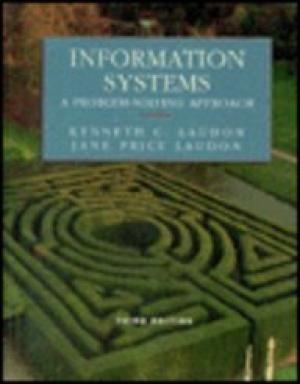 INFORMATION
SYSTEMS
A PROBLEM-SOLVING APPROACH
KENNETH C. LAUDON
JANE PRICE LAUDON
THIRD EDITION